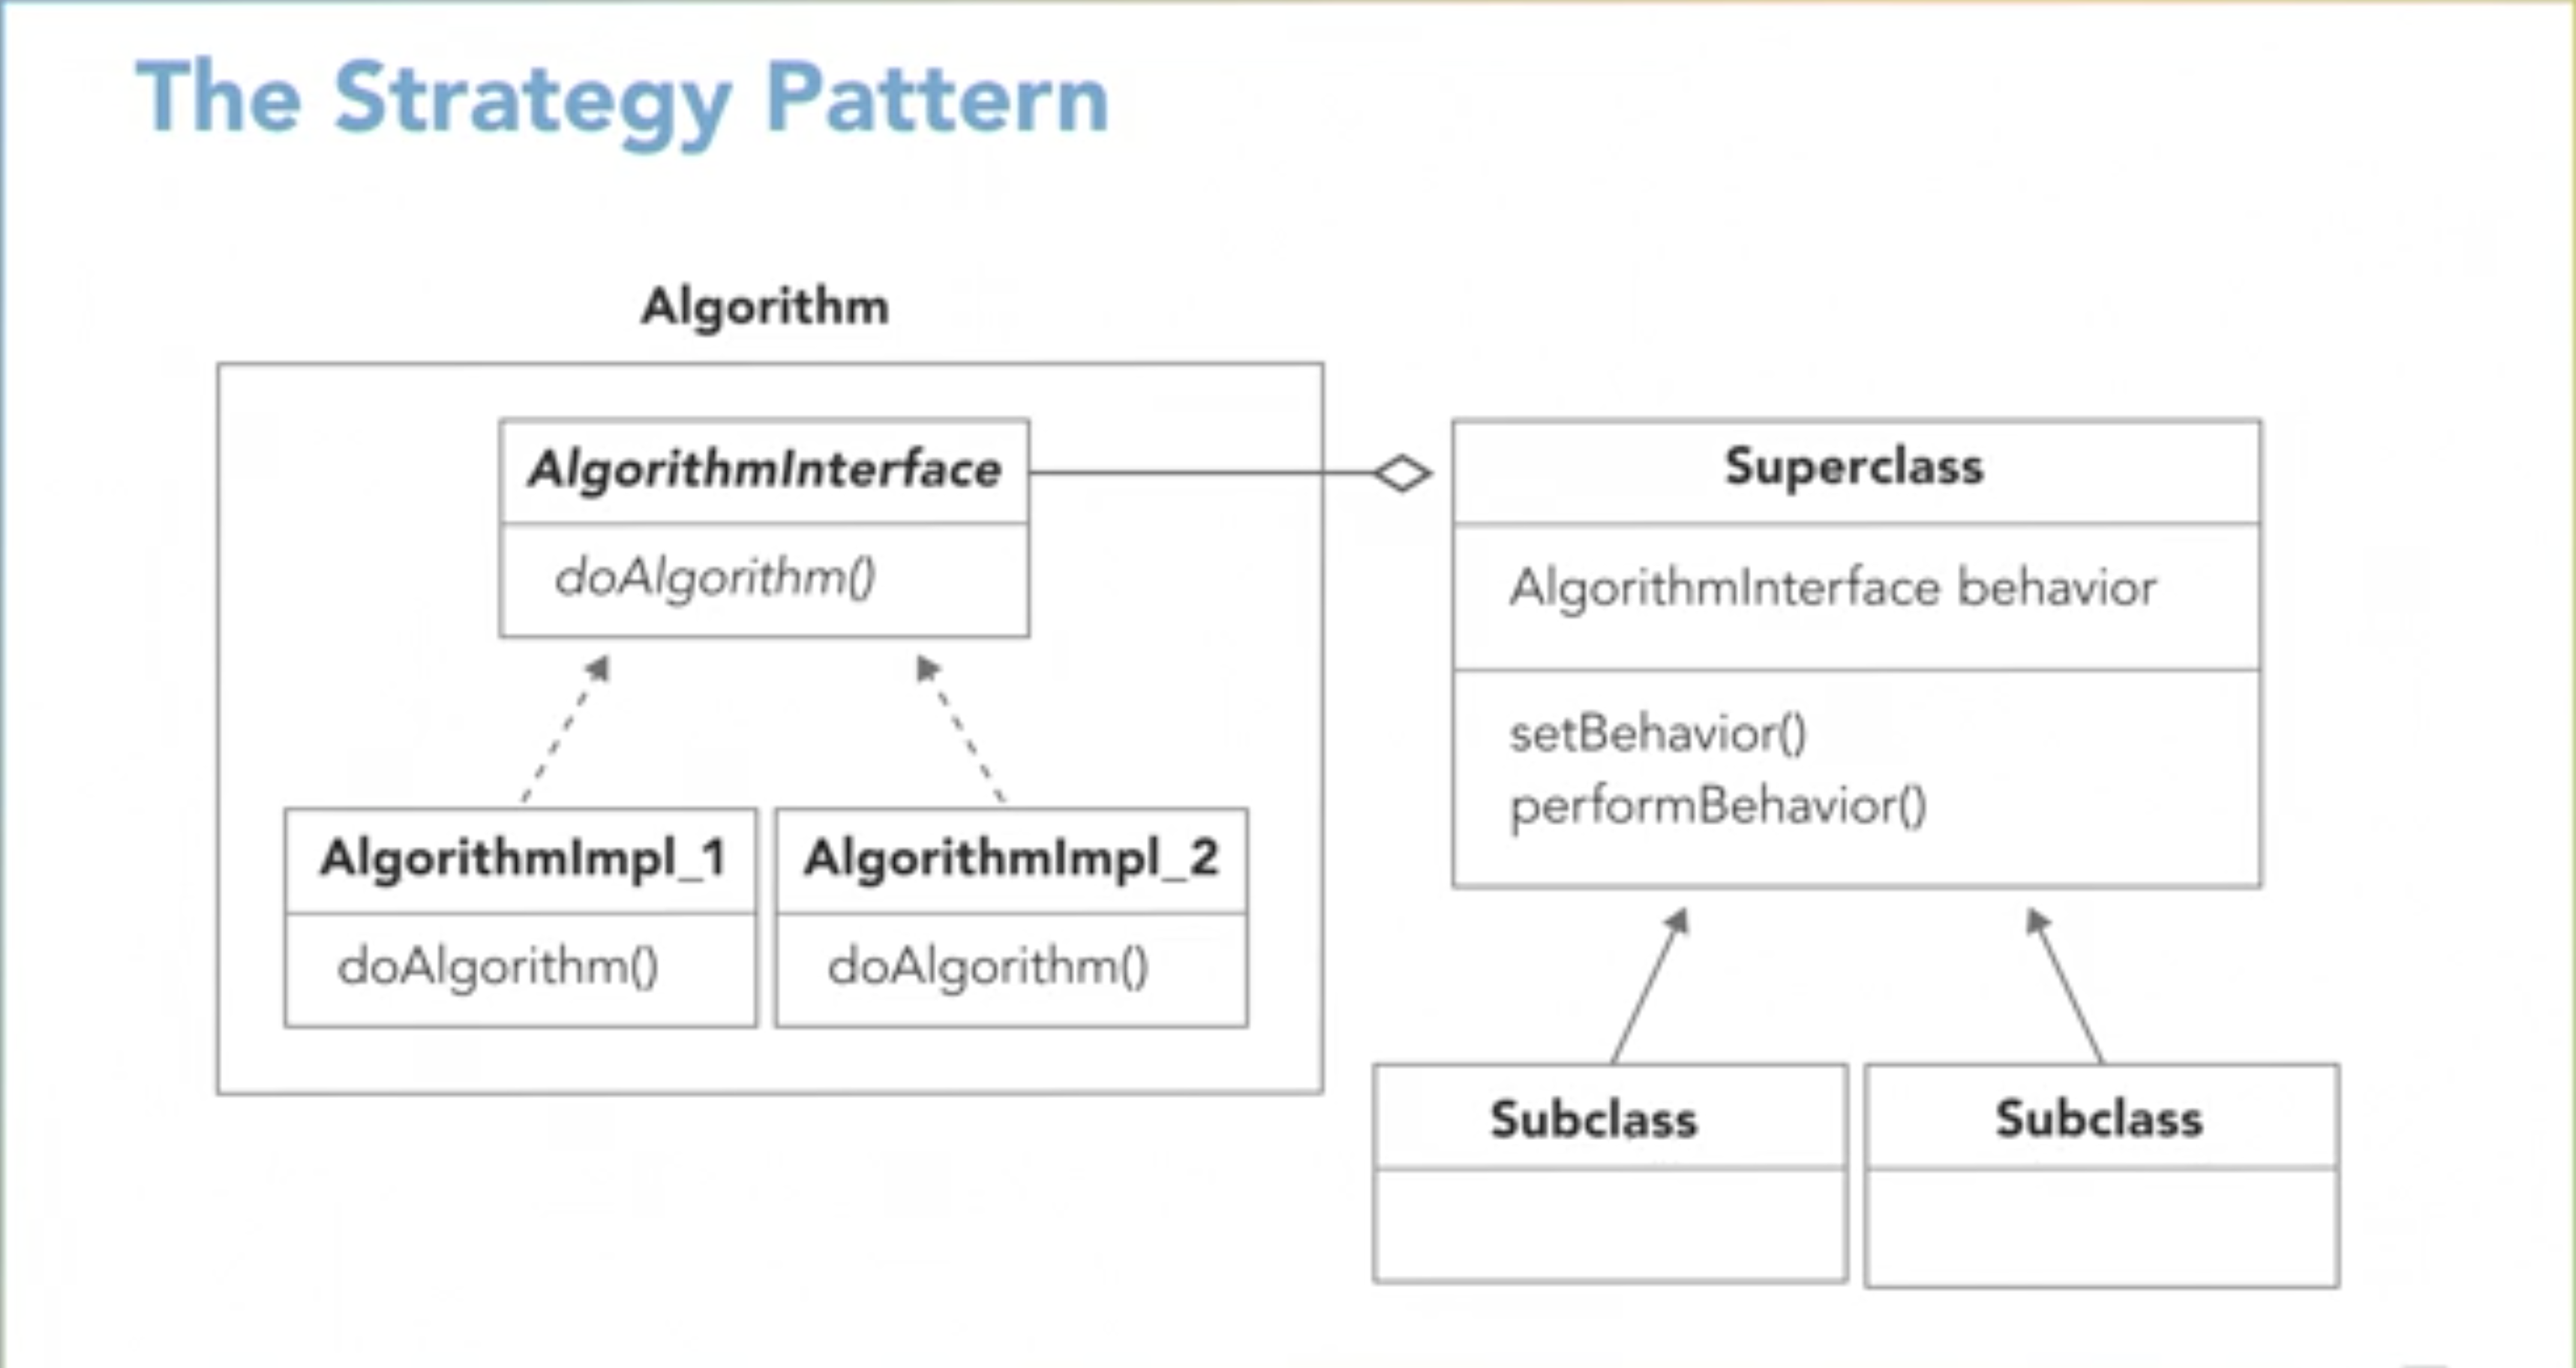 The Strategy Pattern
Algorithm
AlgorithmInterface
doAlgorithm()
AlgorithmImpl_1
doAlgorithm()
AlgorithmImpl_2
doAlgorithm()
Superclass
AlgorithmInterface behavior
setBehavior()
performBehavior()
Subclass
Subclass